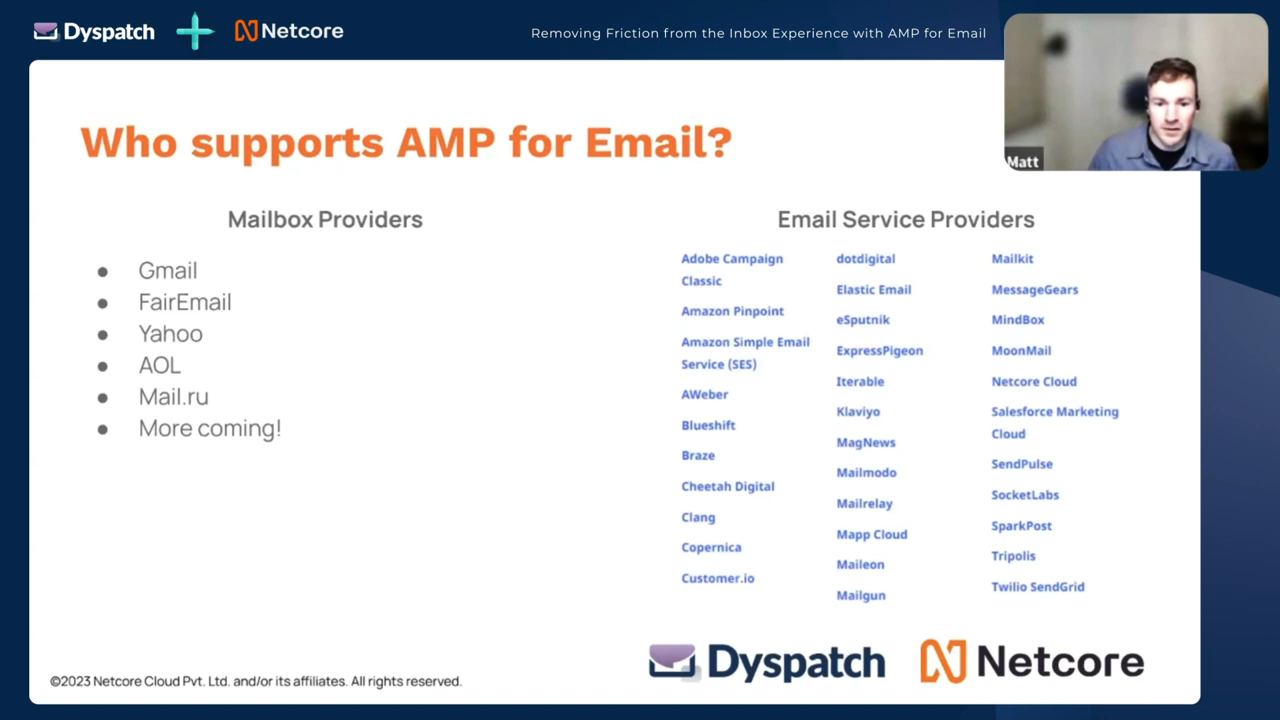 Dyspatch
Netcore
Removing Friction from the Inbox Experience with AMP for Email
Matt
Who supports AMP for Email?
Mailbox Providers
● Gmail
● FairEmail
● Yahoo
● AOL
● Mail.ru
● More coming!
Email Service Providers
Adobe Campaign
Classic
Amazon Pinpoint
Amazon Simple Email
Service (SES)
AWeber
Blueshift
Braze
Cheetah Digital
Clang
Copernica
Customer.io
dotdigital
Elastic Email
eSputnik
ExpressPigeon
Iterable
Klaviyo
MagNews
Mailmodo
Mailrelay
Mapp Cloud
Maileon
Mailgun
Mailkit
MessageGears
MindBox
MoonMail
Netcore Cloud
Salesforce Marketing
Cloud
SendPulse
SocketLabs
SparkPost
Tripolis
Twilio SendGrid
Dyspatch
Netcore
©2023 Netcore Cloud Pvt. Ltd. and/or its affiliates. All rights reserved.